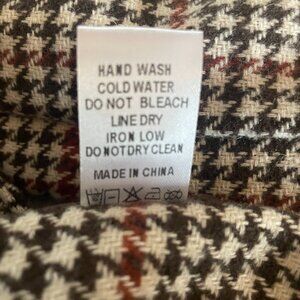 HAND WASH
COLD WATER
DO NOT BLEACH
LINE DRY
IRON LOW
DO NOT DRY CLEAN
MADE IN CHINA